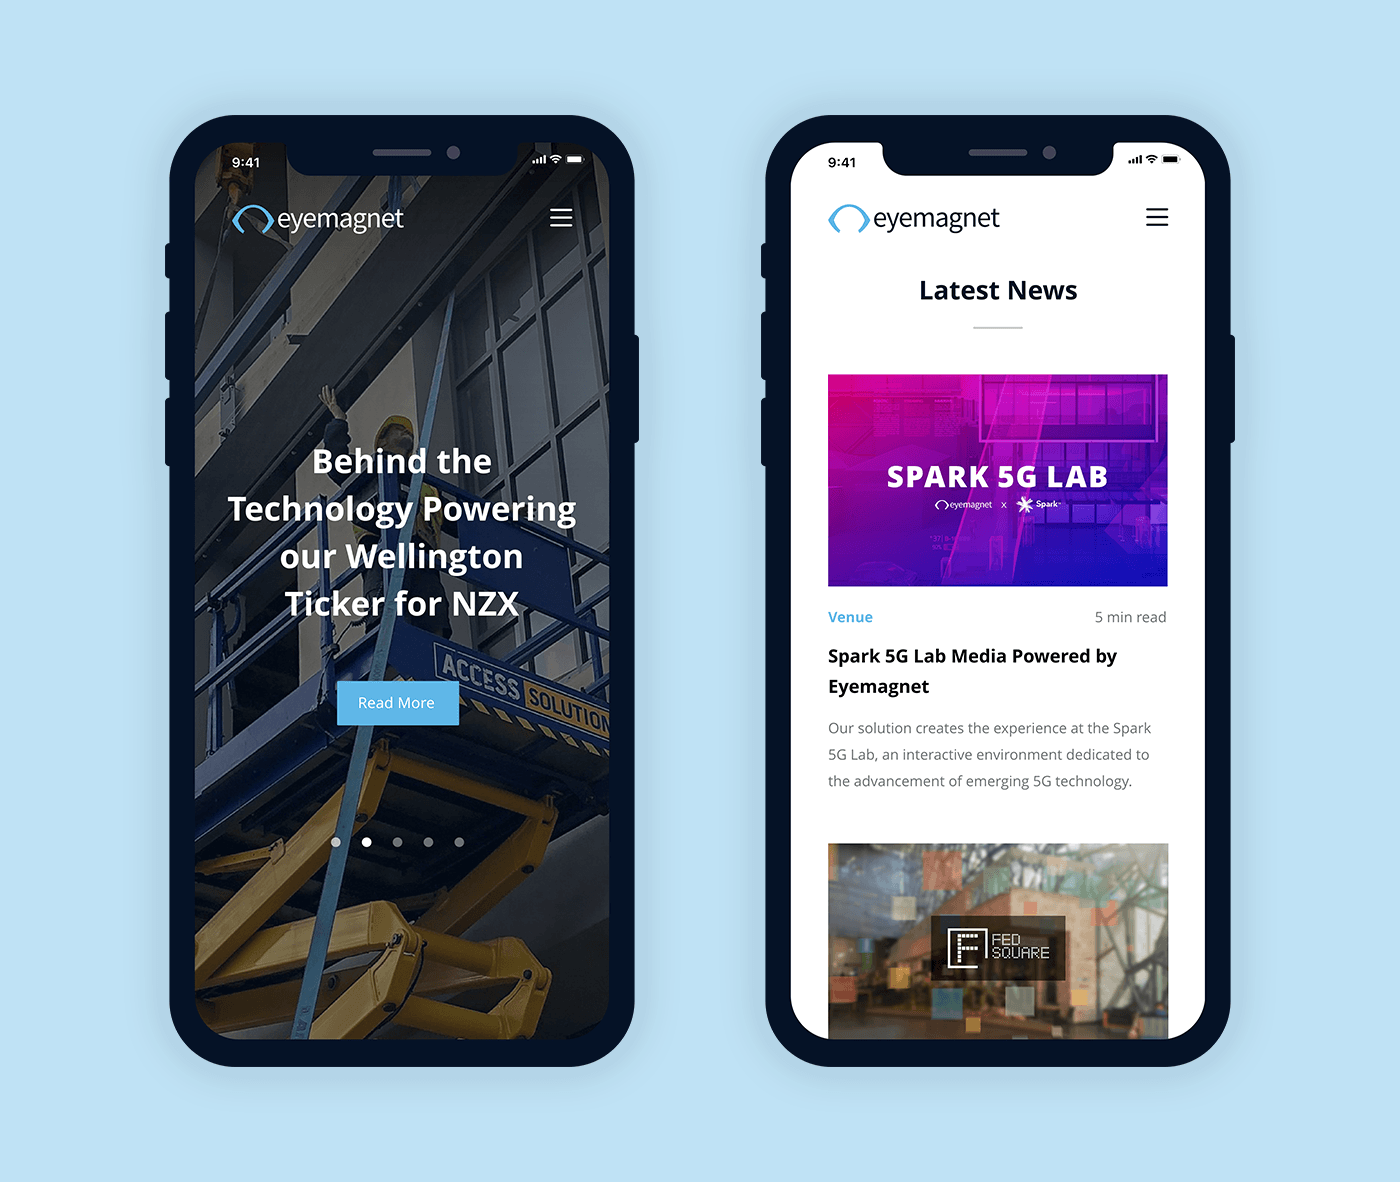 9:41
eyemagnet
Behind the
Technology Powering
our Wellington
Ticker for NZX
ACCESS SOLUTION
Read More
9:41
eyemagnet
Latest News
SPARK 5G LAB
eyemagnet x Spark
Venue 5 min read
Spark 5G Lab Media Powered by
Eyemagnet
Our solution creates the experience at the Spark
5G Lab, an interactive environment dedicated to
the advancement of emerging 5G technology.
F FED
SQUARE